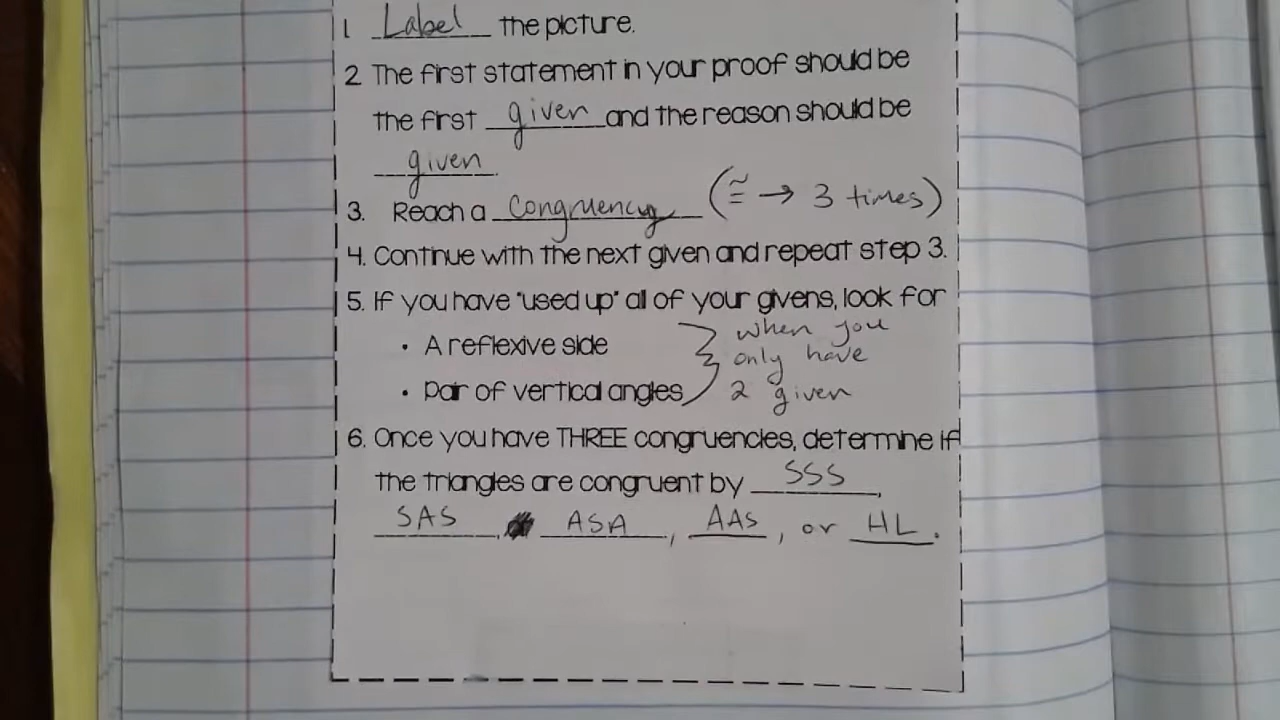 1 Label the picture.
2 The first statement in your proof should be
the first given and the reason should be
given.
3. Reach a congruency (≅ → 3 times)
4. Continue with the next given and repeat step 3.
5. If you have "used up" all of your givens, look for
• A reflexive side
• Pair of vertical angles
when you
only have
2 given
6. Once you have THREE congruencies, determine if
the triangles are congruent by SSS,
SAS, ASA, AAS, or HL.